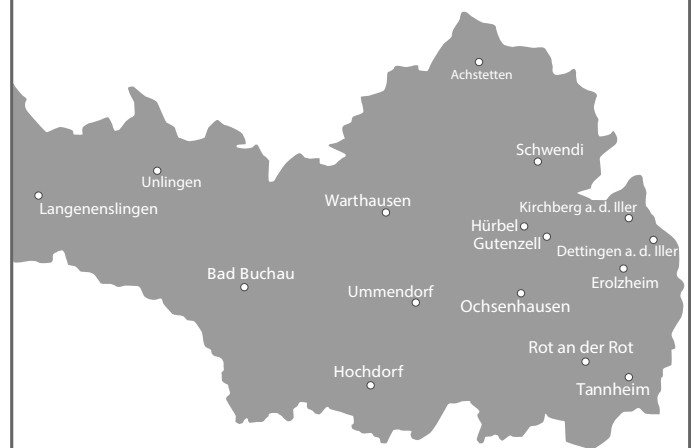 Achstetten
Schwendi
Unlingen
Langenenslingen
Warthausen
Kirchberg a. d. Iller
Hürbel
Gutenzell
Dettingen a. d. Iller
Bad Buchau
Erolzheim
Ummendorf
Ochsenhausen
Rot an der Rot
Hochdorf
Tannheim